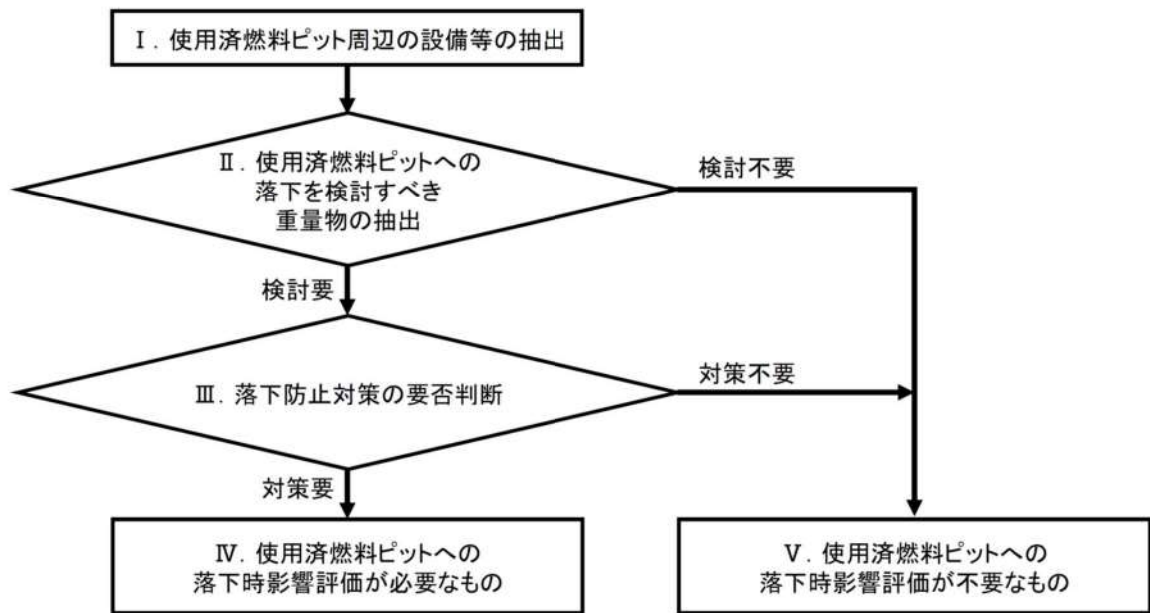 Ⅰ. 使用済燃料ピット周辺の設備等の抽出
Ⅱ. 使用済燃料ピットへの
落下を検討すべき
重量物の抽出
検討不要
検討要
Ⅲ. 落下防止対策の要否判断
対策不要
対策要
Ⅳ. 使用済燃料ピットへの
落下時影響評価が必要なもの
Ⅴ. 使用済燃料ピットへの
落下時影響評価が不要なもの